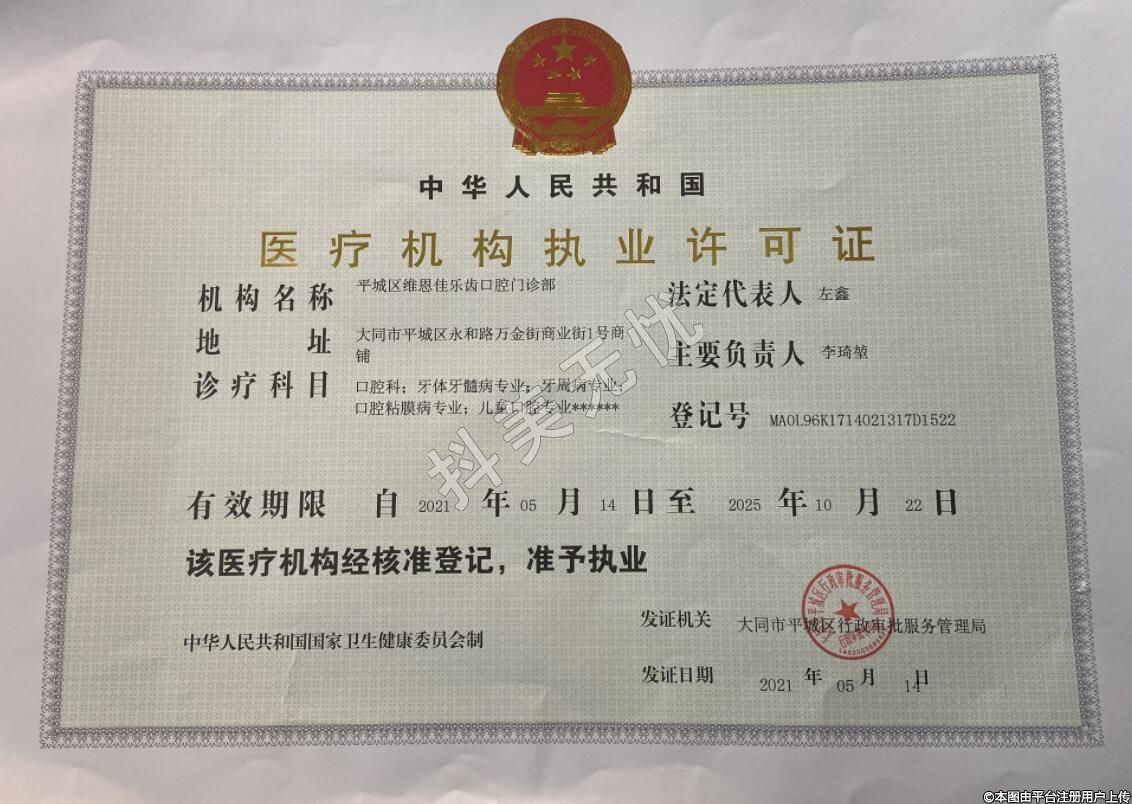 中华人民共和国
医疗机构执业许可证
机构名称 平城区维恩佳乐齿口腔门诊部
法定代表人 左鑫
地址 大同市平城区永和路万金街商业街1号商
铺
主要负责人 李琦堃
诊疗科目 口腔科；牙体牙髓病专业；牙周病专业；
口腔粘膜病专业；儿童口腔专业******
登记号 MA0L96K1714021317D1522
抖美无忧
有效期限 自 2021 年 05 月 14 日至 2025 年 10 月 22 日
该医疗机构经核准登记，准予执业
发证机关 大同市平城区行政审批服务管理局
中华人民共和国国家卫生健康委员会制
发证日期 2021 年 05 月 14 日
©本图由平台注册用户上传